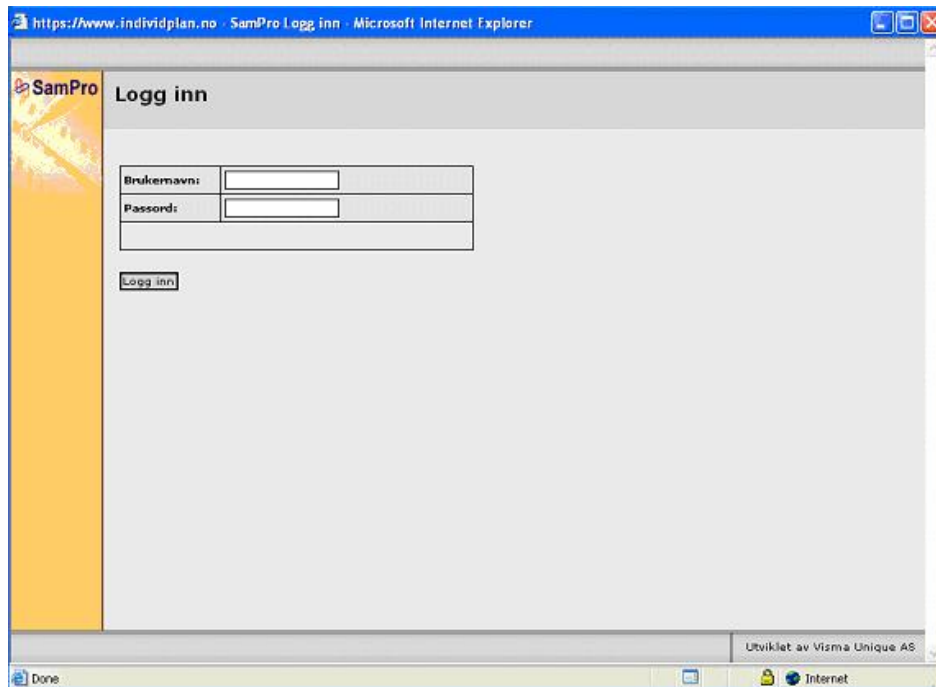 https://www.individplan.no - SamPro Logg inn - Microsoft Internet Explorer
SamPro
Logg inn
Brukernavn:
Passord:
Logg inn
Utviklet av Visma Unique AS
Done
Internet